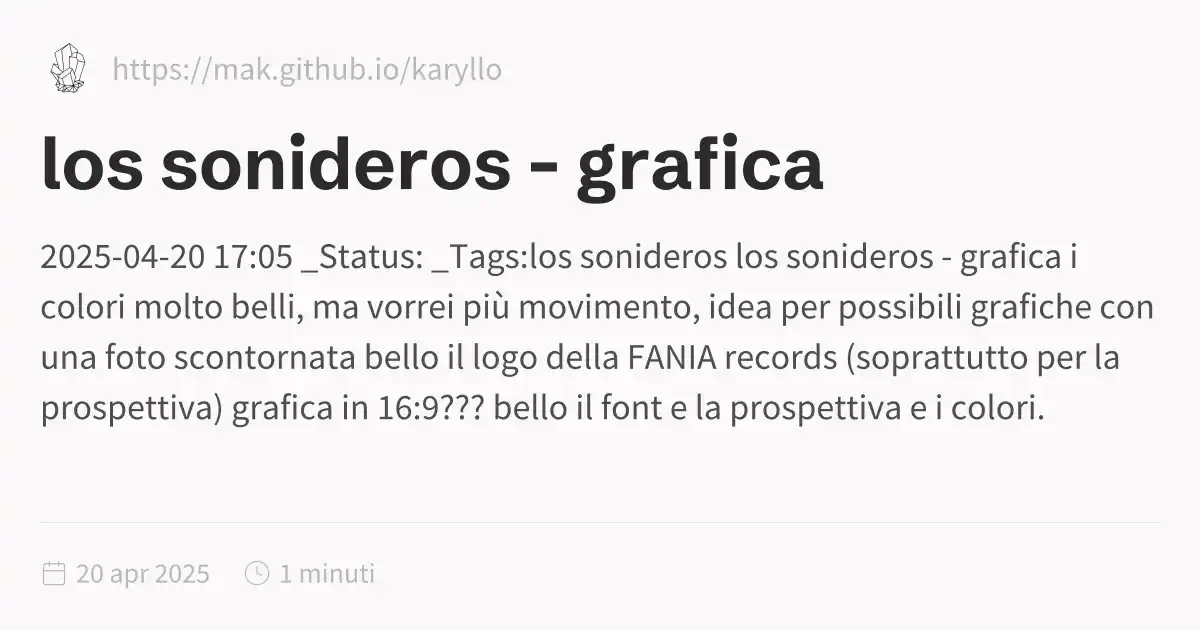 https://mak.github.io/karyllo
los sonideros - grafica
2025-04-20 17:05 _Status: _Tags:los sonideros los sonideros - grafica i
colori molto belli, ma vorrei più movimento, idea per possibili grafiche con
una foto scontornata bello il logo della FANIA records (soprattutto per la
prospettiva) grafica in 16:9??? bello il font e la prospettiva e i colori.
20 apr 2025 1 minuti